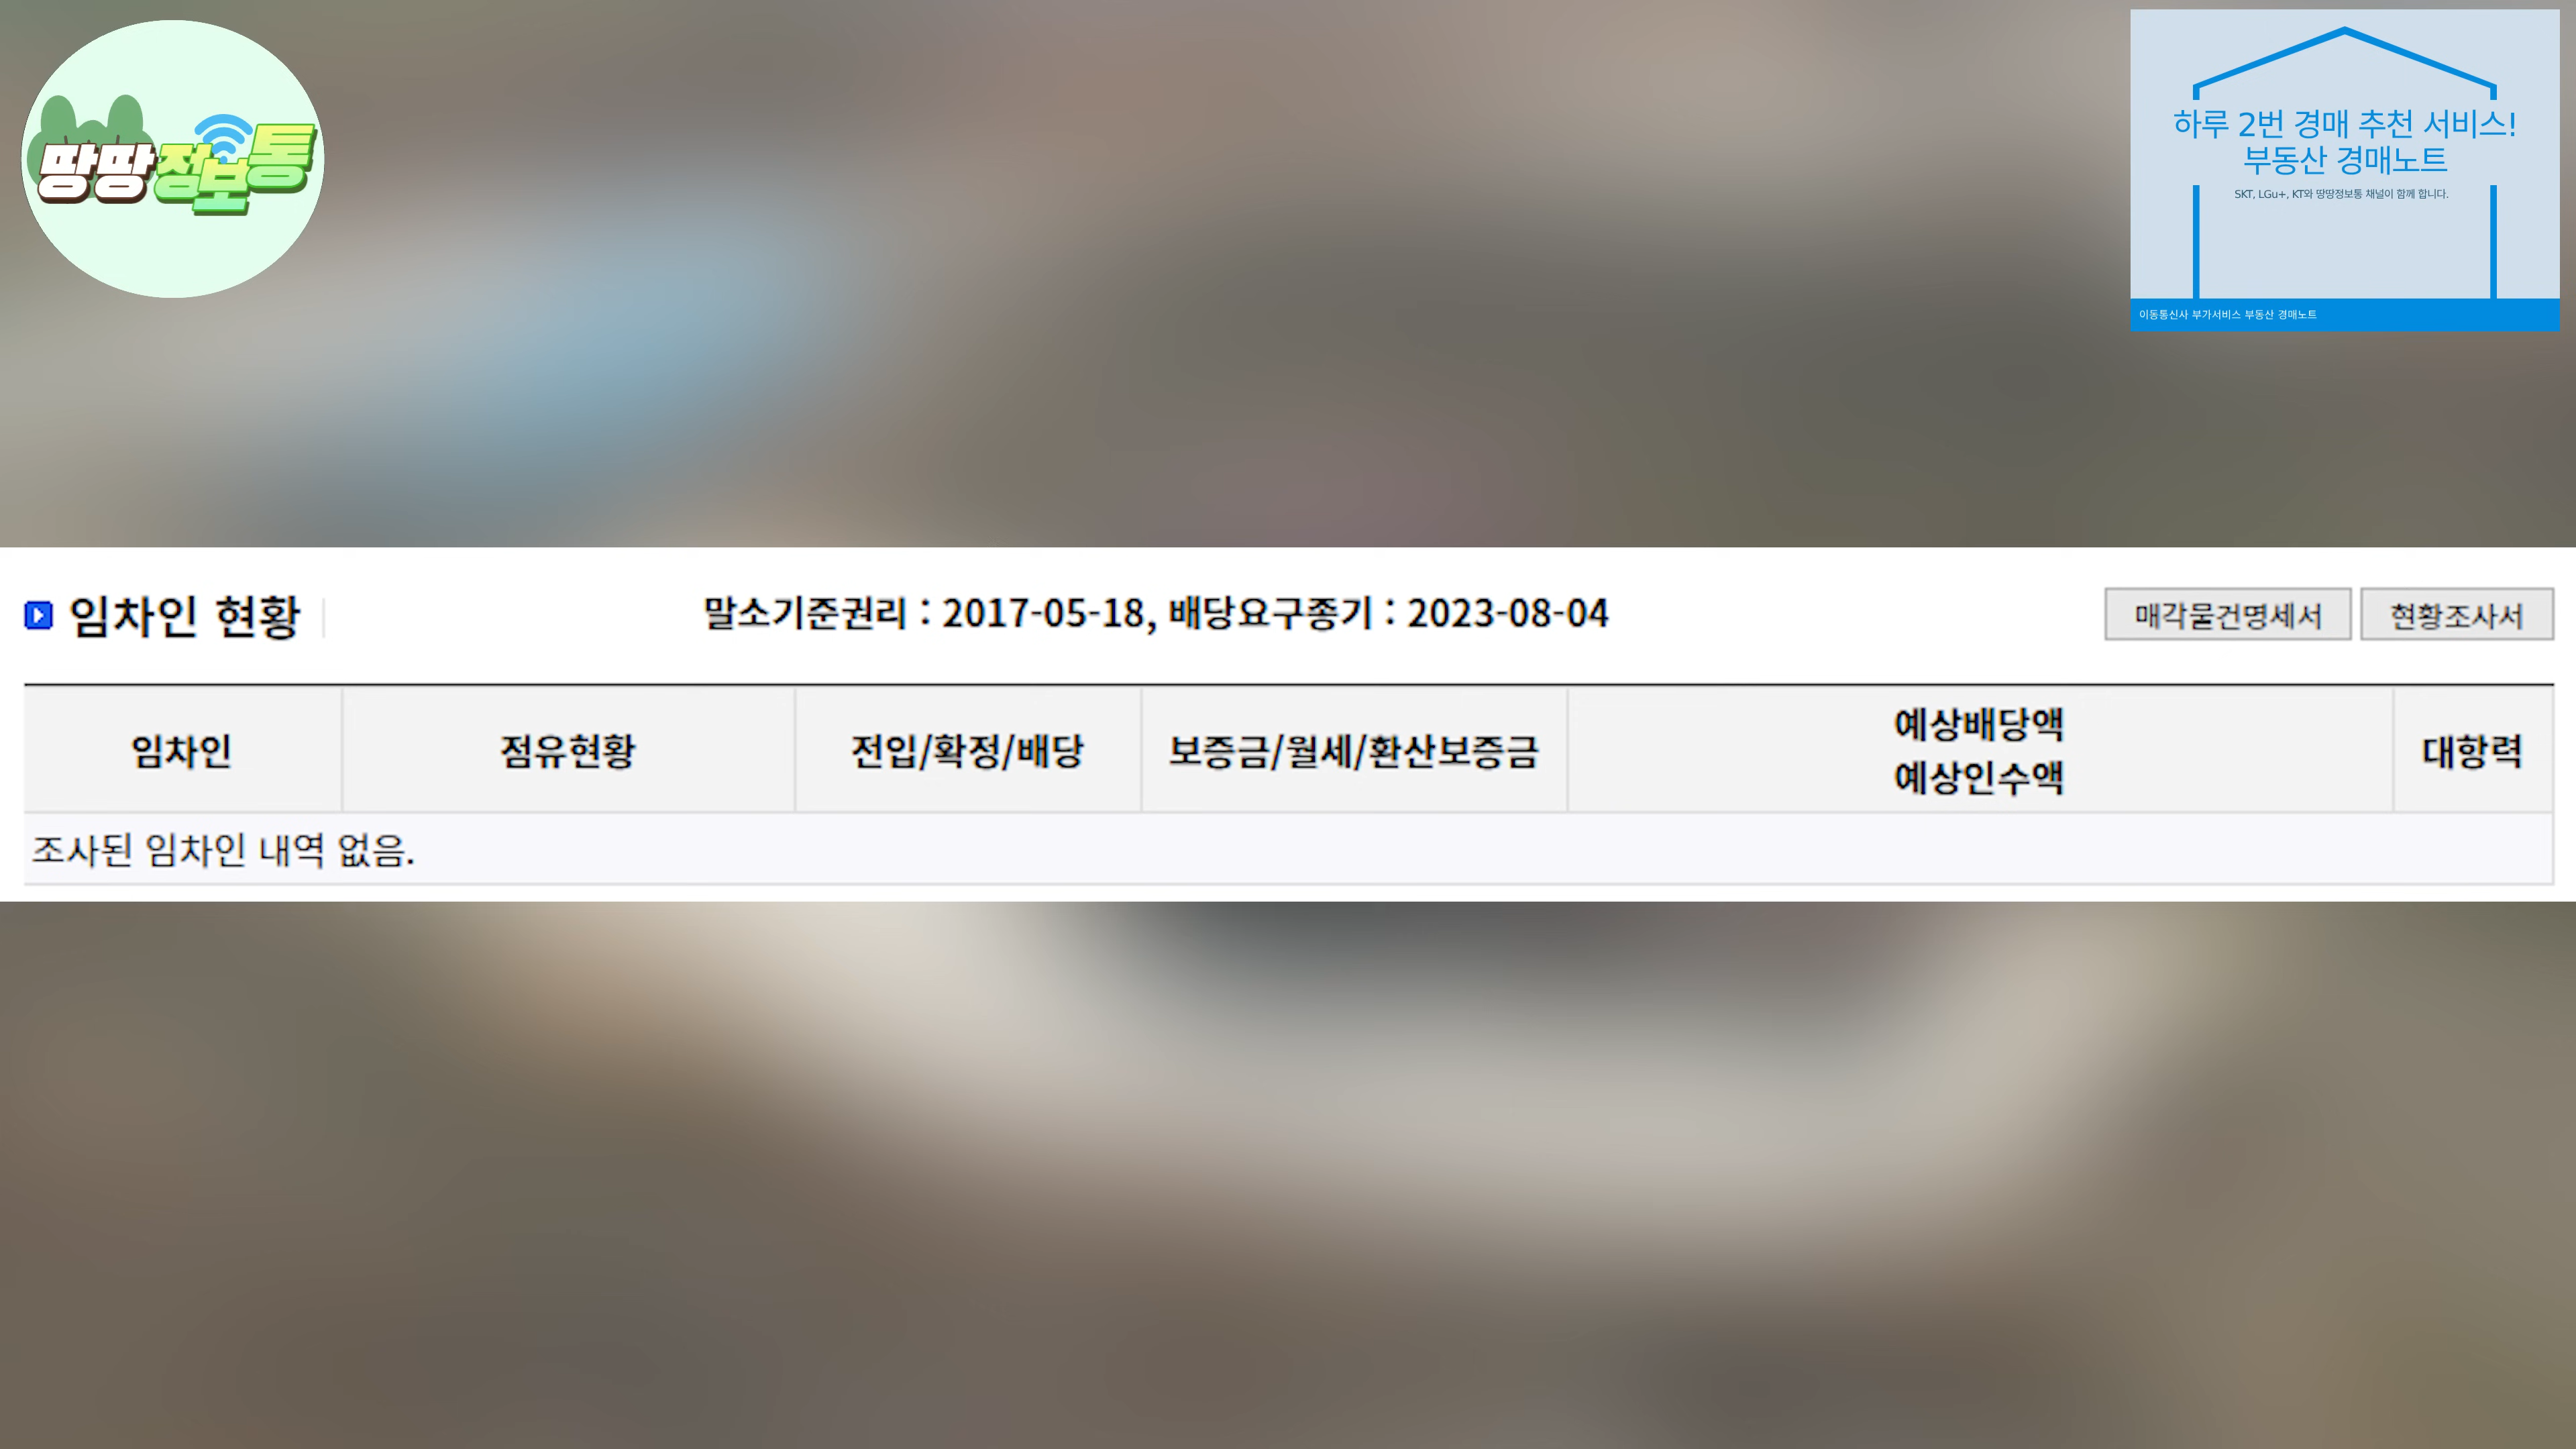 땅땅정보통
하루 2번 경매 추천 서비스!
부동산 경매노트
SKT, LGu+, KT와 땅땅정보통 채널이 함께 합니다.
이동통신사 부가서비스 부동산 경매노트
임차인 현황
말소기준권리 : 2017-05-18, 배당요구종기 : 2023-08-04
매각물건명세서
현황조사서
임차인
점유현황
전입/확정/배당
보증금/월세/환산보증금
예상배당액
예상인수액
대항력
조사된 임차인 내역 없음.